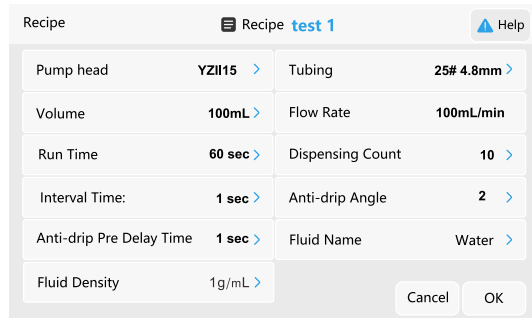 Recipe Recipe test 1 Help
Pump head YZII15 > Tubing 25# 4.8mm >
Volume 100mL > Flow Rate 100mL/min
Run Time 60 sec > Dispensing Count 10 >
Interval Time: 1 sec > Anti-drip Angle 2 >
Anti-drip Pre Delay Time 1 sec > Fluid Name Water >
Fluid Density 1g/mL >
Cancel OK